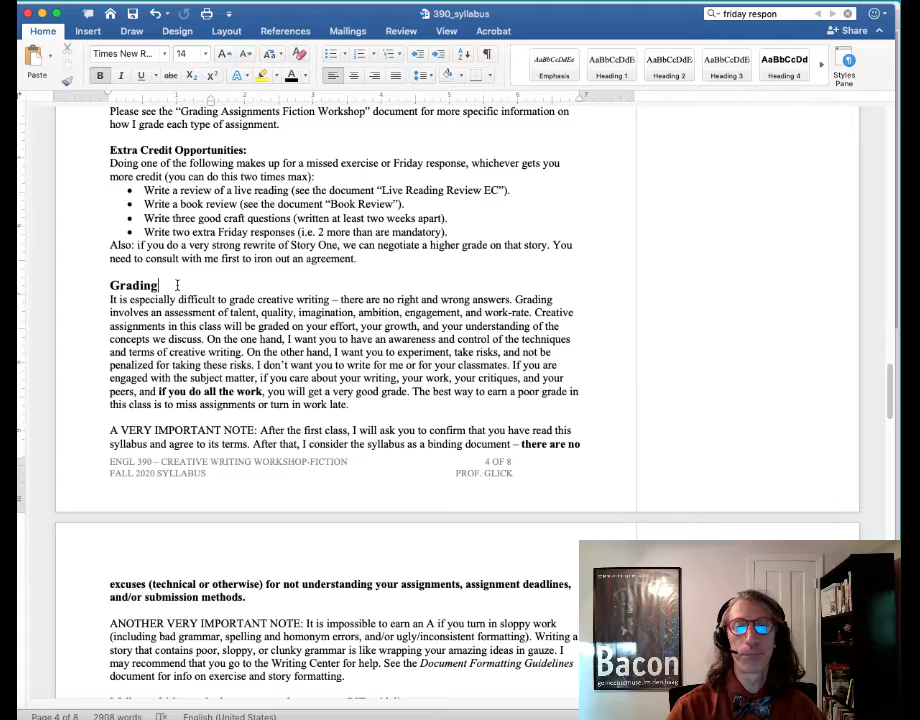 390_syllabus
friday respon
Home Insert Draw Design Layout References Mailings Review View Acrobat
Share
Paste
Times New R...
14
B I U abc X₂ X² A A
AaBbCcDdEe
Emphasis
AaBbCcDc
Heading 1
AaBbCcDc
Heading 2
AaBbCcDc
Heading 3
AaBbCcDd
Heading 4
Styles
Pane
1 2 3 4 5 6 7
Please see the “Grading Assignments Fiction Workshop” document for more specific information on
how I grade each type of assignment.
Extra Credit Opportunities:
Doing one of the following makes up for a missed exercise or Friday response, whichever gets you
more credit (you can do this two times max):
• Write a review of a live reading (see the document “Live Reading Review EC”).
• Write a book review (see the document “Book Review”).
• Write three good craft questions (written at least two weeks apart).
• Write two extra Friday responses (i.e. 2 more than are mandatory).
Also: if you do a very strong rewrite of Story One, we can negotiate a higher grade on that story. You
need to consult with me first to iron out an agreement.
Grading
It is especially difficult to grade creative writing – there are no right and wrong answers. Grading
involves an assessment of talent, quality, imagination, ambition, engagement, and work-rate. Creative
assignments in this class will be graded on your effort, your growth, and your understanding of the
concepts we discuss. On the one hand, I want you to have an awareness and control of the techniques
and terms of creative writing. On the other hand, I want you to experiment, take risks, and not be
penalized for taking these risks. I don’t want you to write for me or for your classmates. If you are
engaged with the subject matter, if you care about your writing, your work, your critiques, and your
peers, and if you do all the work, you will get a very good grade. The best way to earn a poor grade in
this class is to miss assignments or turn in work late.
A VERY IMPORTANT NOTE: After the first class, I will ask you to confirm that you have read this
syllabus and agree to its terms. After that, I consider the syllabus as a binding document – there are no
ENGL 390 – CREATIVE WRITING WORKSHOP-FICTION 4 OF 8
FALL 2020 SYLLABUS PROF. GLICK
excuses (technical or otherwise) for not understanding your assignments, assignment deadlines,
and/or submission methods.
ANOTHER VERY IMPORTANT NOTE: It is impossible to earn an A if you turn in sloppy work
(including bad grammar, spelling and homonym errors, and/or ugly/inconsistent formatting). Writing a
story that contains poor, sloppy, or clunky grammar is like wrapping your amazing ideas in gauze. I
may recommend that you go to the Writing Center for help. See the Document Formatting Guidelines
document for info on exercise and story formatting.
Bacon
gemeentemuseum den haag
Page 4 of 8 2908 words English (United States)